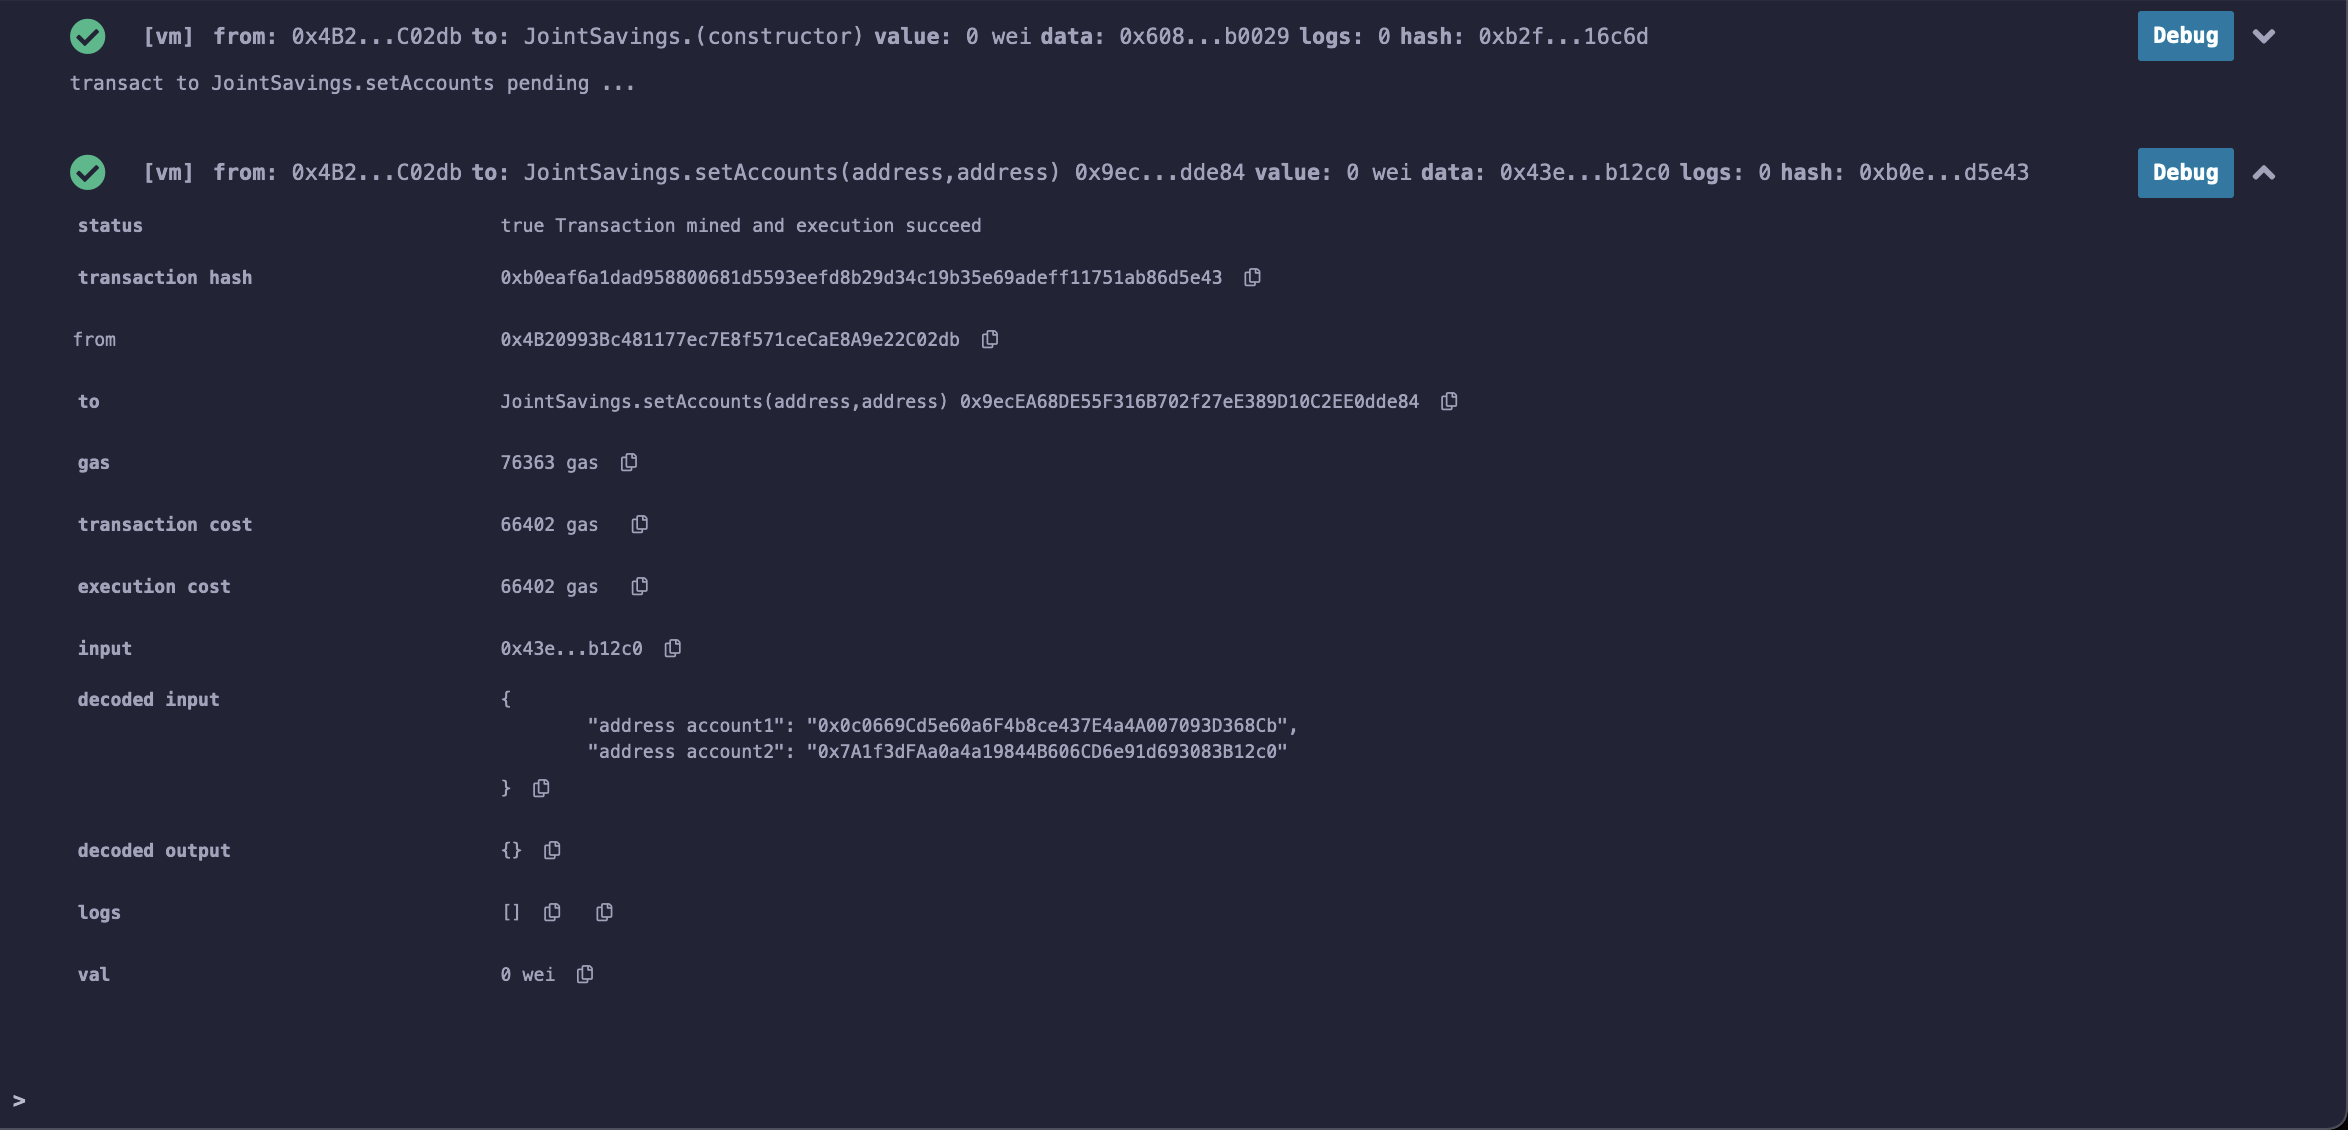 [vm] from: 0x4B2...C02db to: JointSavings.(constructor) value: 0 wei data: 0x608...b0029 logs: 0 hash: 0xb2f...16c6d Debug
transact to JointSavings.setAccounts pending ...
[vm] from: 0x4B2...C02db to: JointSavings.setAccounts(address,address) 0x9ec...dde84 value: 0 wei data: 0x43e...b12c0 logs: 0 hash: 0xb0e...d5e43 Debug
status true Transaction mined and execution succeed
transaction hash 0xb0eaf6a1dad958800681d5593eefd8b29d34c19b35e69adeff11751ab86d5e43
from 0x4B20993Bc481177ec7E8f571ceCaE8A9e22C02db
to JointSavings.setAccounts(address,address) 0x9ecEA68DE55F316B702f27eE389D10C2EE0dde84
gas 76363 gas
transaction cost 66402 gas
execution cost 66402 gas
input 0x43e...b12c0
decoded input {
"address account1": "0x0c0669Cd5e60a6F4b8ce437E4a4A007093D368Cb",
"address account2": "0x7A1f3dFAa0a4a19844B606CD6e91d693083B12c0"
}
decoded output {}
logs []
val 0 wei
>